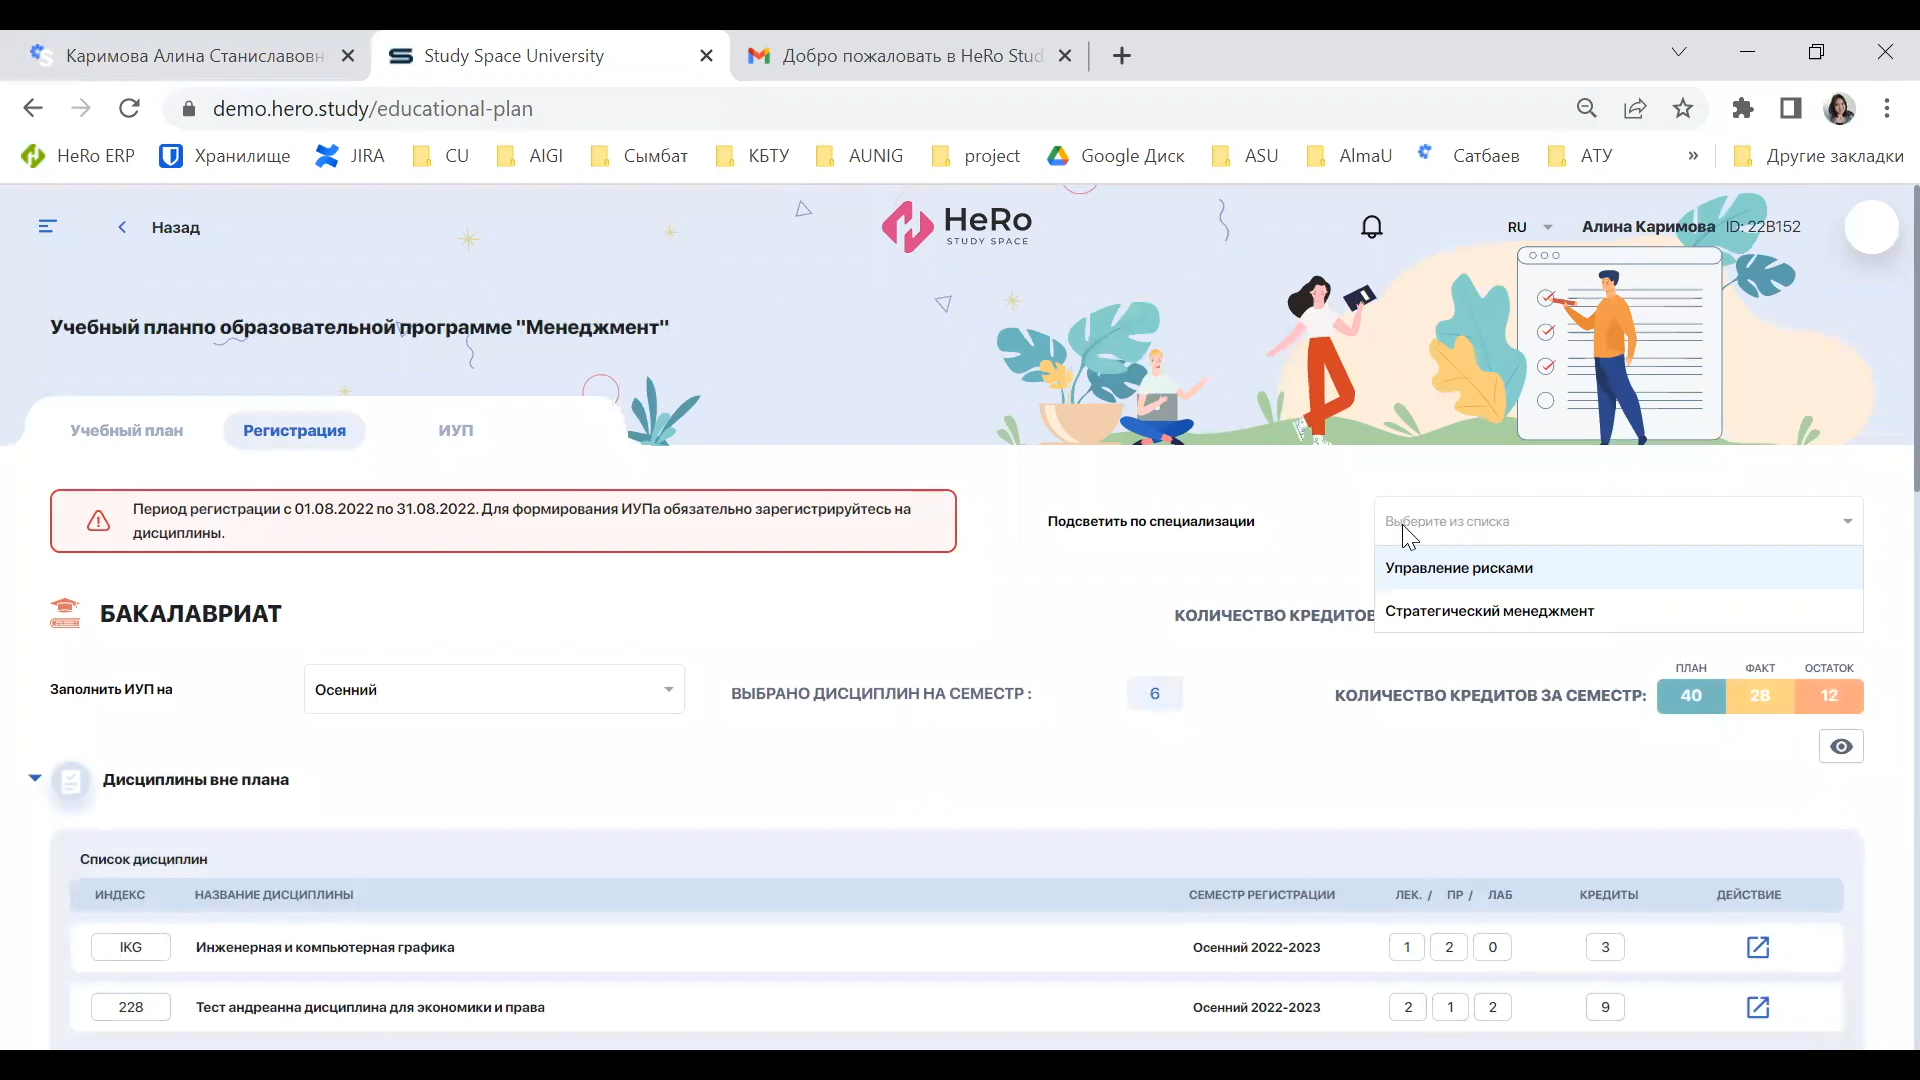 Каримова Алина Станиславовн
Study Space University
Добро пожаловать в HeRo Stud
demo.hero.study/educational-plan
HeRo ERP
Хранилище
JIRA
CU
AIGI
Сымбат
КБТУ
AUNIG
project
Google Диск
ASU
AlmaU
Сатбаев
АТУ
»
Другие закладки
Назад
HeRo
STUDY SPACE
RU
Алина Каримова ID: 22B152
Учебный планпо образовательной программе "Менеджмент"
Учебный план
Регистрация
ИУП
Период регистрации с 01.08.2022 по 31.08.2022. Для формирования ИУПа обязательно зарегистрируйтесь на
дисциплины.
Подсветить по специализации
Выберите из списка
Управление рисками
Стратегический менеджмент
БАКАЛАВРИАТ
КОЛИЧЕСТВО КРЕДИТОВ
Заполнить ИУП на
Осенний
ВЫБРАНО ДИСЦИПЛИН НА СЕМЕСТР :
6
КОЛИЧЕСТВО КРЕДИТОВ ЗА СЕМЕСТР:
ПЛАН ФАКТ ОСТАТОК
40 28 12
Дисциплины вне плана
Список дисциплин
ИНДЕКС НАЗВАНИЕ ДИСЦИПЛИНЫ СЕМЕСТР РЕГИСТРАЦИИ ЛЕК. / ПР / ЛАБ КРЕДИТЫ ДЕЙСТВИЕ
IKG Инженерная и компьютерная графика Осенний 2022-2023 1 2 0 3
228 Тест андреанна дисциплина для экономики и права Осенний 2022-2023 2 1 2 9